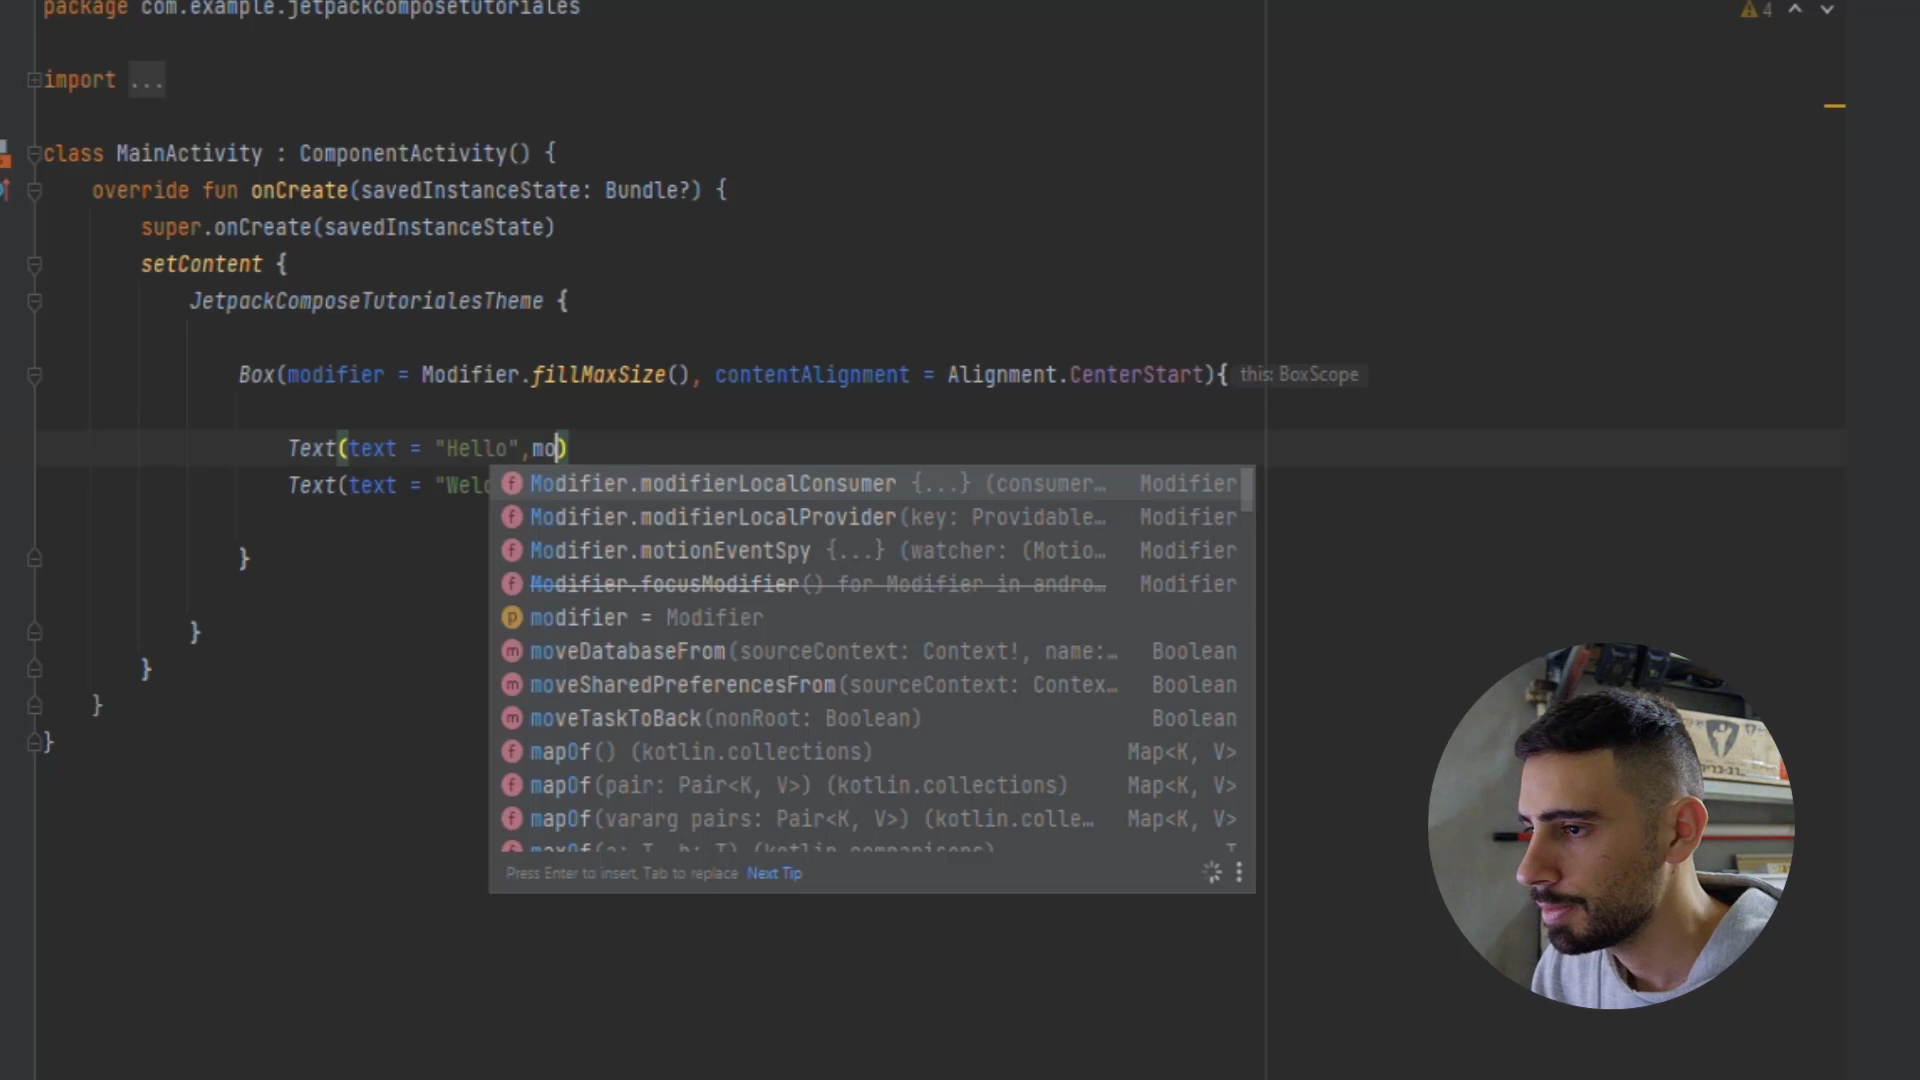 package com.example.jetpackcomposetutoriales
4
import ...
class MainActivity : ComponentActivity() {
override fun onCreate(savedInstanceState: Bundle?) {
super.onCreate(savedInstanceState)
setContent {
JetpackComposeTutorialesTheme {
Box(modifier = Modifier.fillMaxSize(), contentAlignment = Alignment.CenterStart){ this: BoxScope
Text(text = "Hello",mo)
Text(text = "Welc
}
}
}
}
}
f Modifier.modifierLocalConsumer {...} (consumer… Modifier
f Modifier.modifierLocalProvider(key: Providable… Modifier
f Modifier.motionEventSpy {...} (watcher: (Motio… Modifier
f Modifier.focusModifier() for Modifier in andro… Modifier
p modifier = Modifier
m moveDatabaseFrom(sourceContext: Context!, name:… Boolean
m moveSharedPreferencesFrom(sourceContext: Contex… Boolean
m moveTaskToBack(nonRoot: Boolean) Boolean
f mapOf() (kotlin.collections) Map<K, V>
f mapOf(pair: Pair<K, V>) (kotlin.collections) Map<K, V>
f mapOf(vararg pairs: Pair<K, V>) (kotlin.colle… Map<K, V>
f maxOf(a: T, b: T) (kotlin.comparisons) T
Press Enter to insert, Tab to replace Next Tip